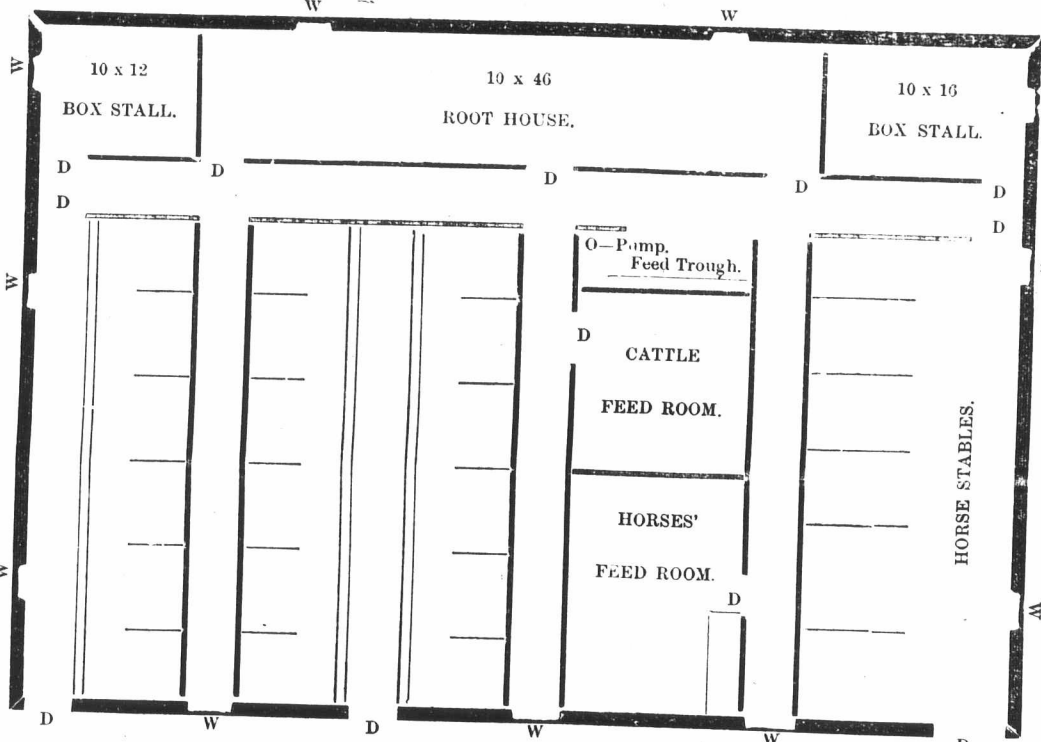 W W
W
10 x 12
BOX STALL.
10 x 46
ROOT HOUSE.
10 x 16
BOX STALL.
D D D D D
D D
O—Pump.
Feed Trough.
W
D
CATTLE
FEED ROOM.
HORSE STABLES.
HORSES'
FEED ROOM.
W
D
W
D W D W W D